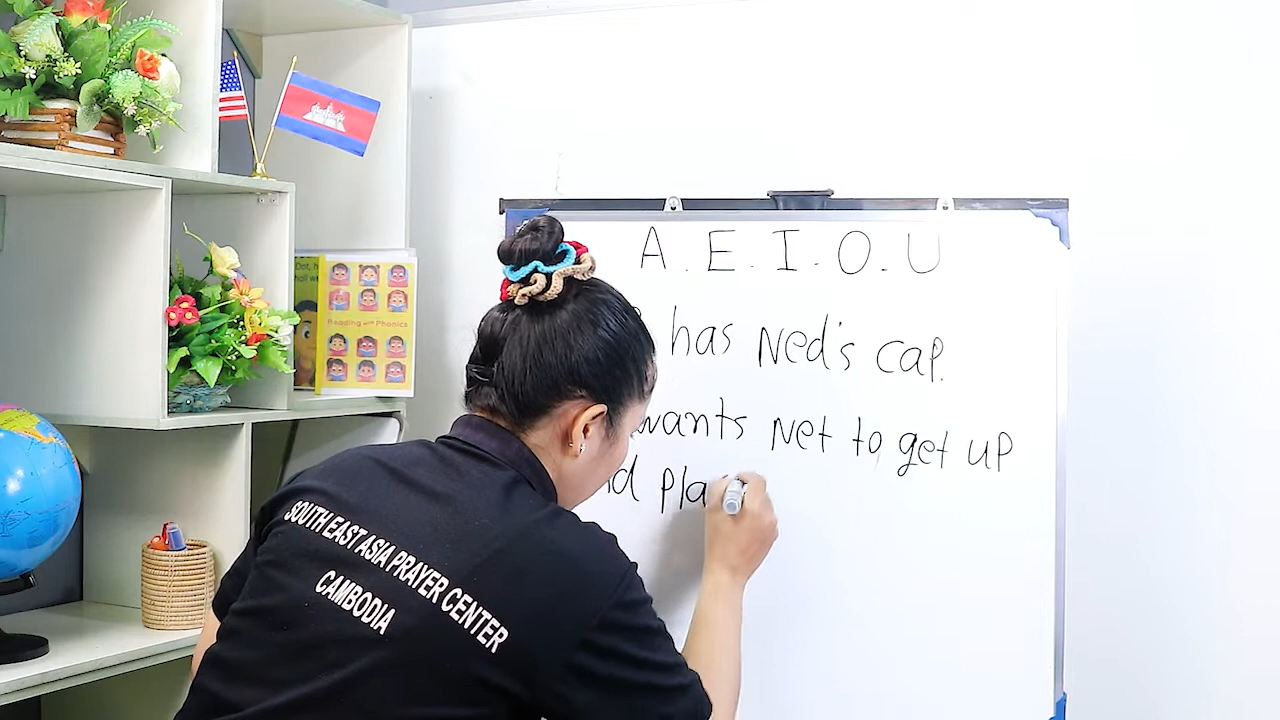 A. E. I. O. U
has Ned's cap.
wants Net to get up
pla
Reading with Phonics
SOUTH EAST ASIA PRAYER CENTER
CAMBODIA